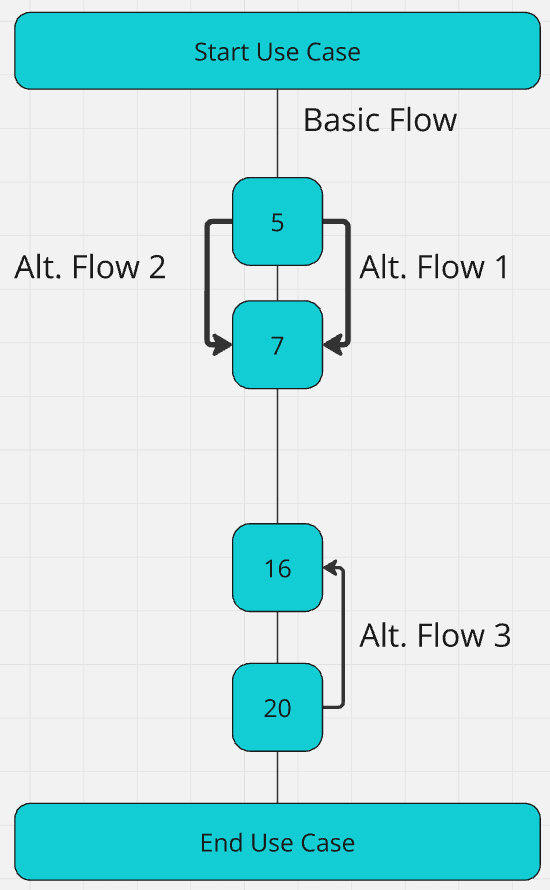 Start Use Case
Basic Flow
5
Alt. Flow 2
Alt. Flow 1
7
16
Alt. Flow 3
20
End Use Case